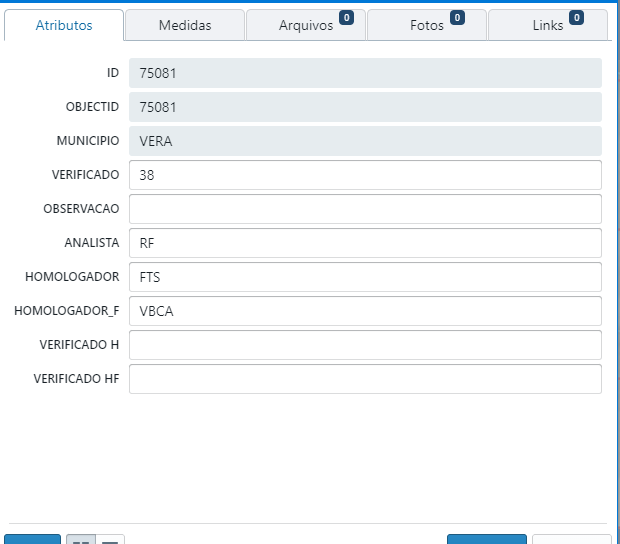 Atributos Medidas Arquivos 0 Fotos 0 Links 0
ID 75081
OBJECTID 75081
MUNICIPIO VERA
VERIFICADO 38
OBSERVACAO
ANALISTA RF
HOMOLOGADOR FTS
HOMOLOGADOR_F VBCA
VERIFICADO H
VERIFICADO HF